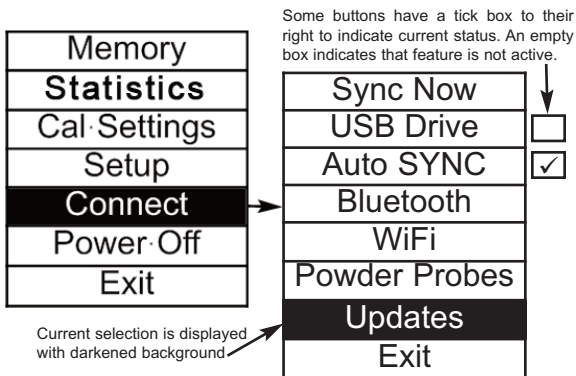 Some buttons have a tick box to their
right to indicate current status. An empty
box indicates that feature is not active.
Memory
Statistics
Cal·Settings
Setup
Connect
Power·Off
Exit
Sync Now
USB Drive
Auto SYNC
Bluetooth
WiFi
Powder Probes
Updates
Exit
Current selection is displayed
with darkened background